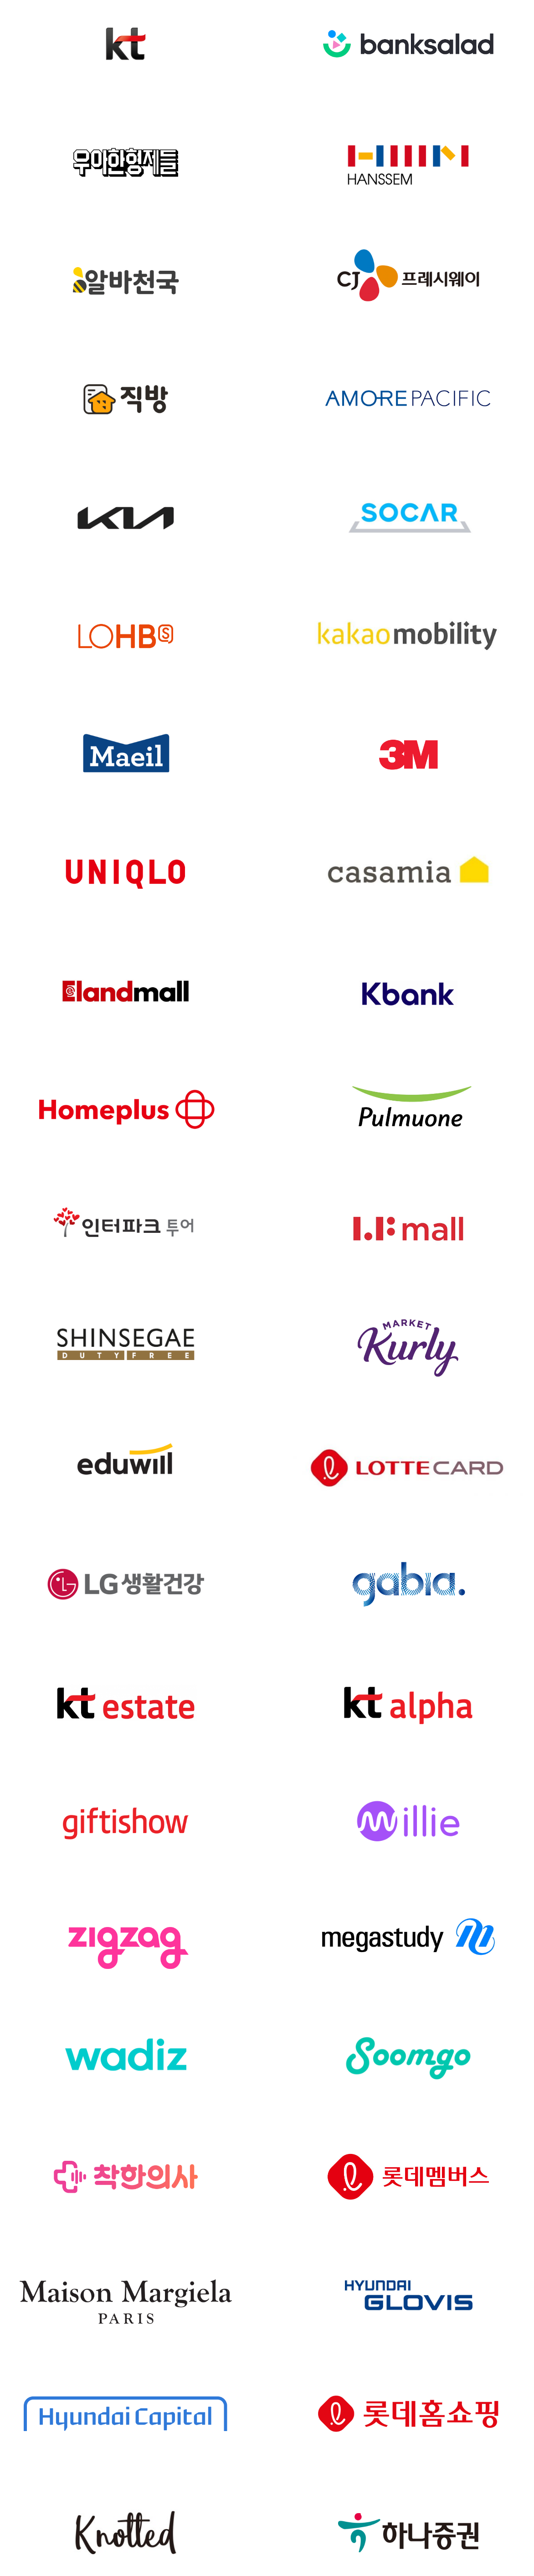 kt
banksalad
우아한형제들
HANSSEM
알바천국
CJ 프레시웨이
직방
AMOREPACIFIC
KIA
SOCAR
LOHBs
kakaomobility
Maeil
3M
UNIQLO
casamia
Elandmall
Kbank
Homeplus
Pulmuone
인터파크 투어
LF mall
SHINSEGAE
DUTY FREE
MARKET
Kurly
eduwill
LOTTE CARD
LG 생활건강
gabia.
kt estate
kt alpha
giftishow
millie
zigzag
megastudy
wadiz
Soomgo
착한의사
롯데멤버스
Maison Margiela
PARIS
HYUNDAI
GLOVIS
Hyundai Capital
롯데홈쇼핑
Knotted
하나증권